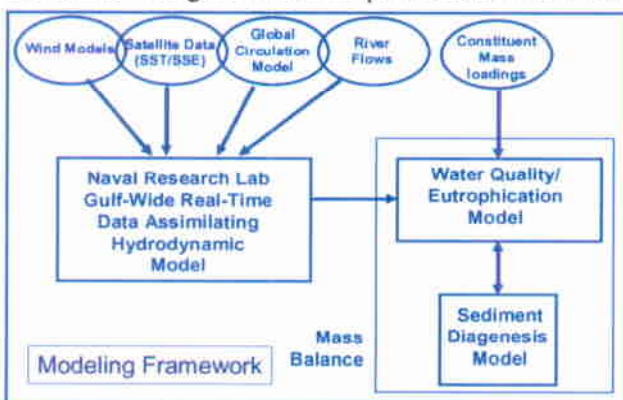 Wind Models
Satellite Data
(SST/SSE)
Global
Circulation
Model
River
Flows
Constituent
Mass
loadings
Naval Research Lab
Gulf-Wide Real-Time
Data Assimilating
Hydrodynamic
Model
Water Quality/
Eutrophication
Model
Sediment
Diagenesis
Model
Mass
Balance
Modeling Framework